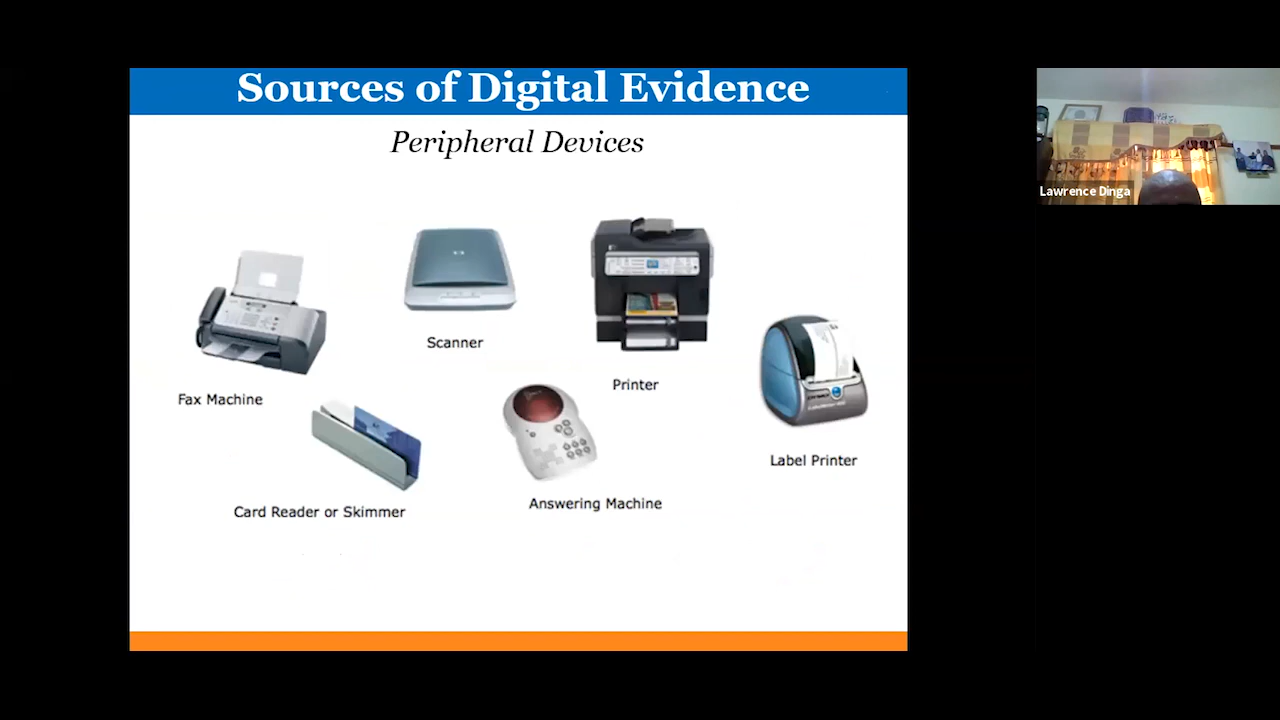 Sources of Digital Evidence
Peripheral Devices
Scanner
Printer
Fax Machine
Label Printer
Answering Machine
Card Reader or Skimmer
Lawrence Dinga